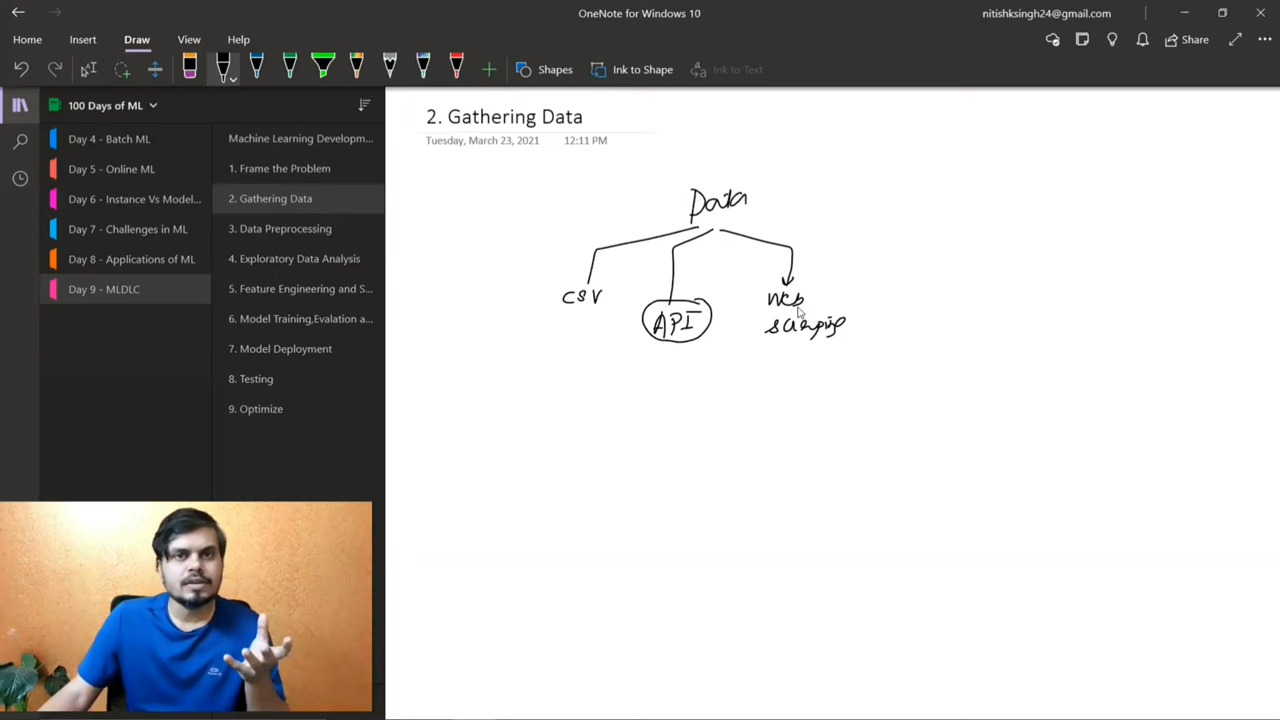 OneNote for Windows 10
nitishksingh24@gmail.com
Home Insert Draw View Help
Share
Shapes Ink to Shape Ink to Text
100 Days of ML
Day 4 - Batch ML
Day 5 - Online ML
Day 6 - Instance Vs Model...
Day 7 - Challenges in ML
Day 8 - Applications of ML
Day 9 - MLDLC
Machine Learning Developm...
1. Frame the Problem
2. Gathering Data
3. Data Preprocessing
4. Exploratory Data Analysis
5. Feature Engineering and S...
6. Model Training,Evalation a...
7. Model Deployment
8. Testing
9. Optimize
2. Gathering Data
Tuesday, March 23, 2021 12:11 PM
Data
CSV
API
Web
scraping